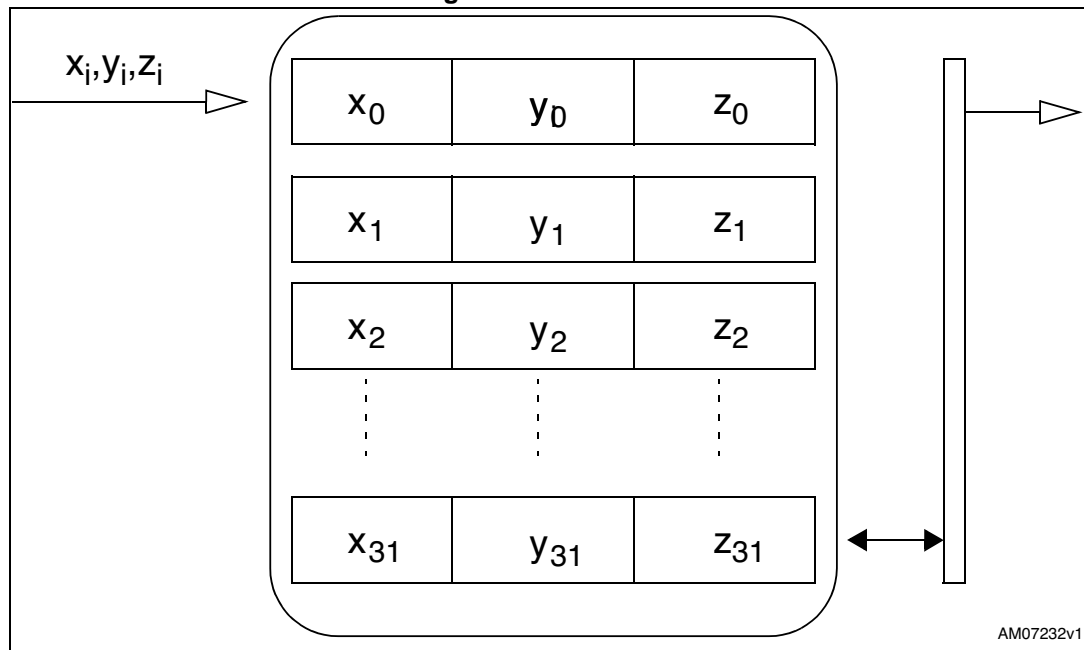 xᵢ,yᵢ,zᵢ
x₀ y₀ z₀
x₁ y₁ z₁
x₂ y₂ z₂
x₃₁ y₃₁ z₃₁
AM07232v1